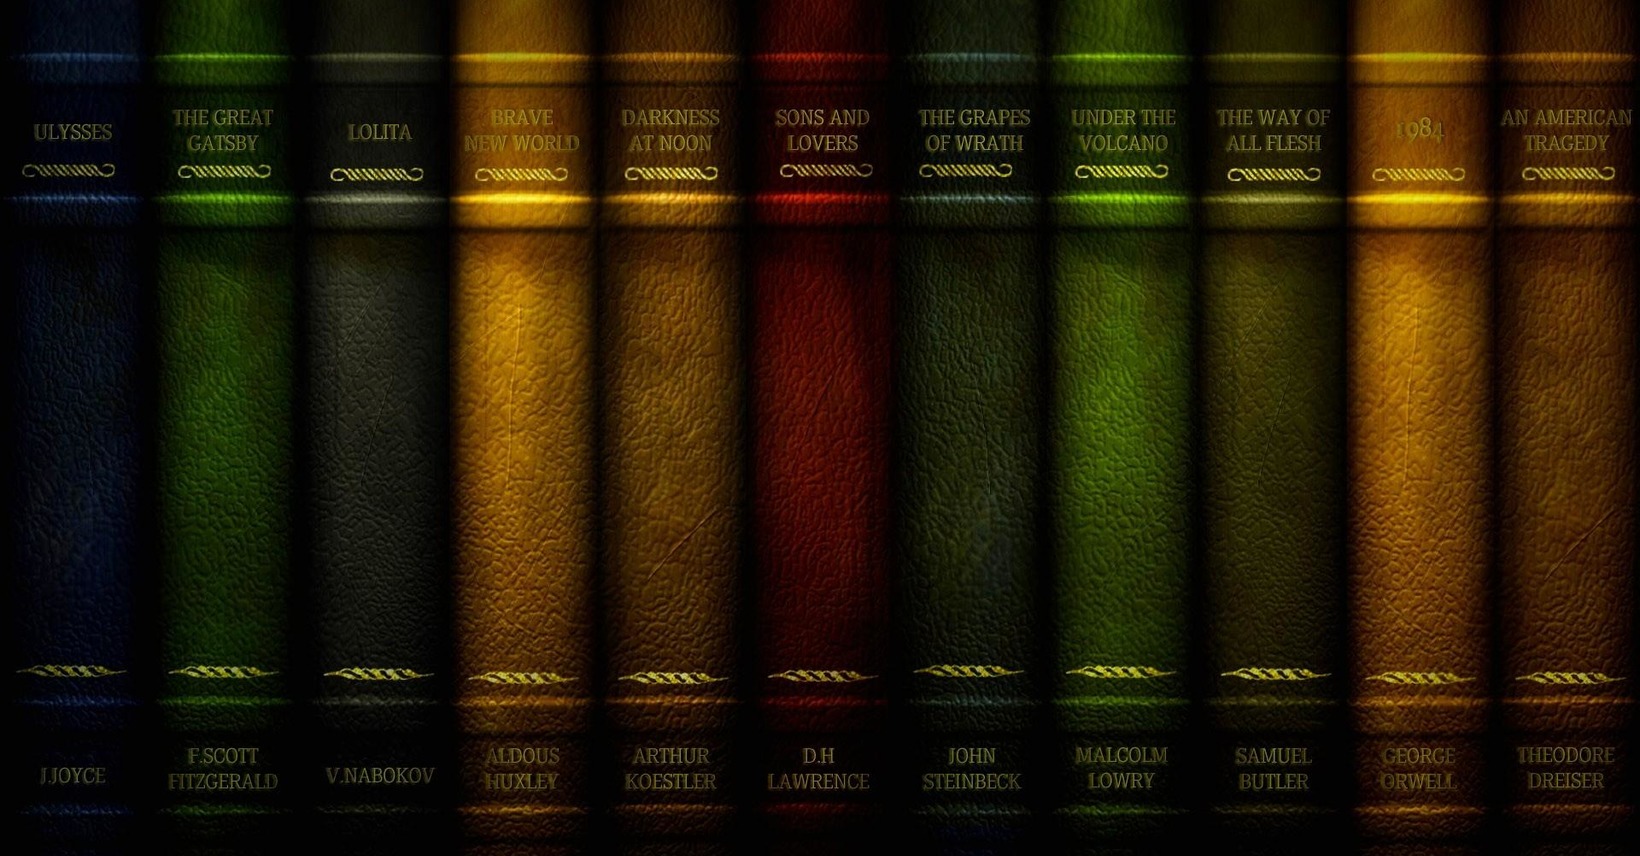 ULYSSES
J.JOYCE
THE GREAT
GATSBY
F.SCOTT
FITZGERALD
LOLITA
V.NABOKOV
BRAVE
NEW WORLD
ALDOUS
HUXLEY
DARKNESS
AT NOON
ARTHUR
KOESTLER
SONS AND
LOVERS
D.H
LAWRENCE
THE GRAPES
OF WRATH
JOHN
STEINBECK
UNDER THE
VOLCANO
MALCOLM
LOWRY
THE WAY OF
ALL FLESH
SAMUEL
BUTLER
1984
GEORGE
ORWELL
AN AMERICAN
TRAGEDY
THEODORE
DREISER